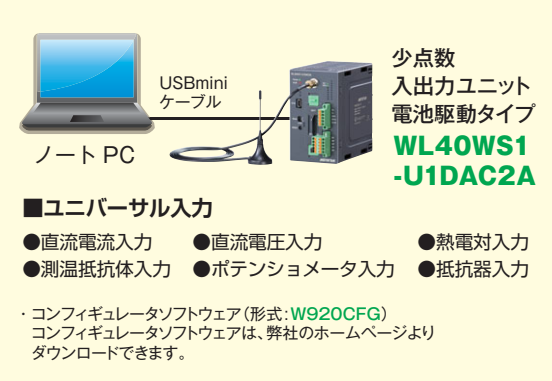 USBmini
ケーブル
ノートPC
少点数
入出力ユニット
電池駆動タイプ
WL40WS1
-U1DAC2A
■ユニバーサル入力
●直流電流入力 ●直流電圧入力 ●熱電対入力
●測温抵抗体入力 ●ポテンショメータ入力 ●抵抗器入力
・コンフィギュレータソフトウェア（形式：W920CFG）
コンフィギュレータソフトウェアは、弊社のホームページより
ダウンロードできます。